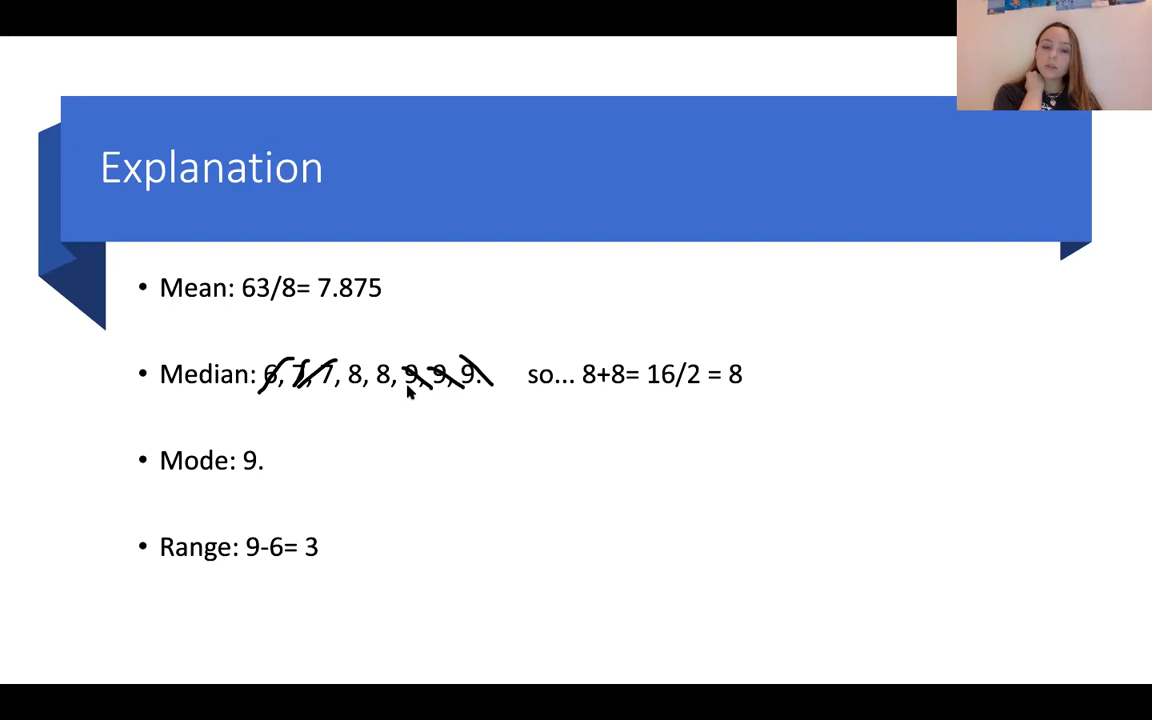 Explanation
• Mean: 63/8= 7.875
• Median: 6, 7, 7, 8, 8, 9, 9, 9. so... 8+8= 16/2 = 8
• Mode: 9.
• Range: 9-6= 3